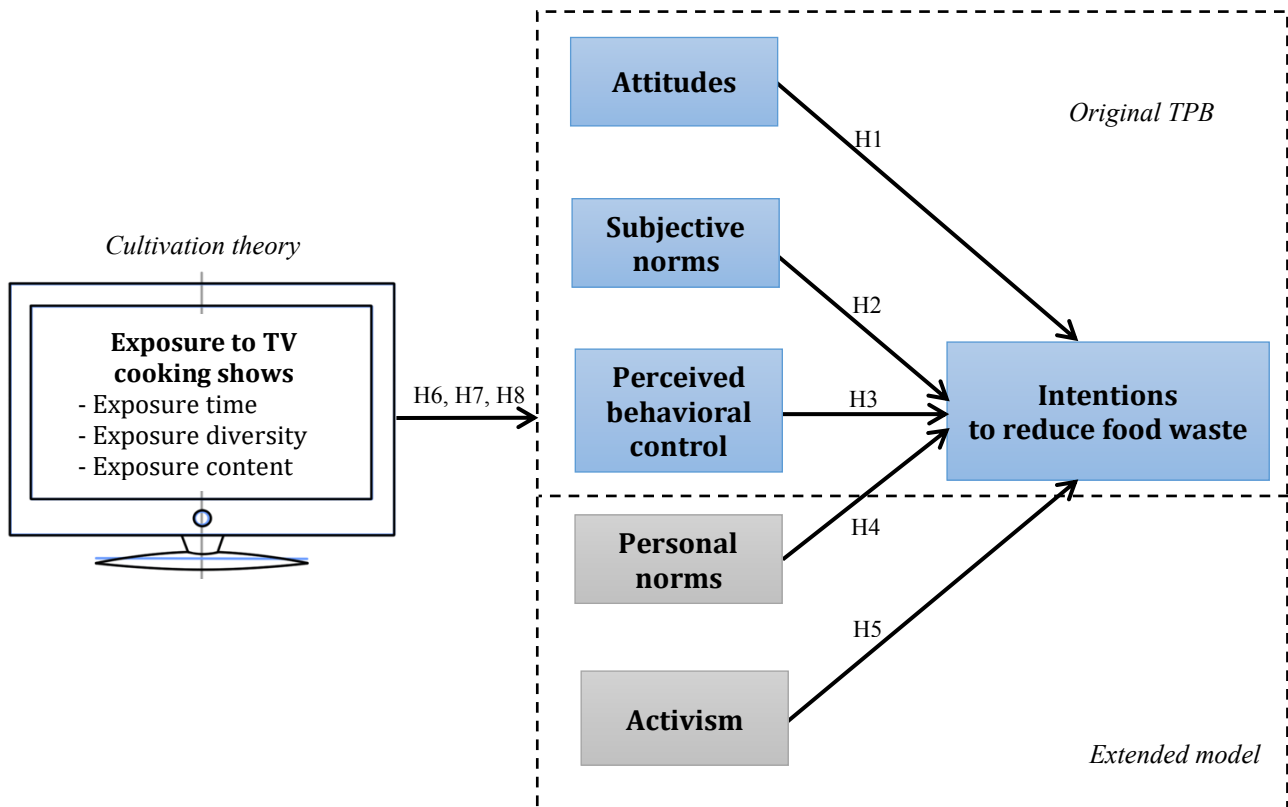 Cultivation theory
Exposure to TV
cooking shows
- Exposure time
- Exposure diversity
- Exposure content
H6, H7, H8
Attitudes
Original TPB
H1
Subjective
norms
H2
Perceived
behavioral
control
H3
Intentions
to reduce food waste
Personal
norms
H4
H5
Activism
Extended model